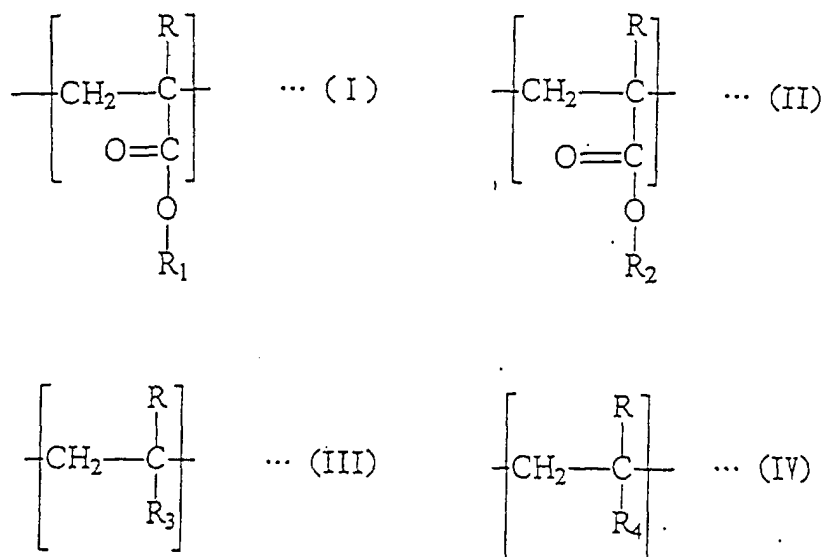 R R
CH₂ C ··· (I) CH₂ C ··· (II)
O=C O=C
O , O
R₁ R₂
R R
CH₂—C ··· (III) CH₂—C ··· (IV)
R₃ R₄